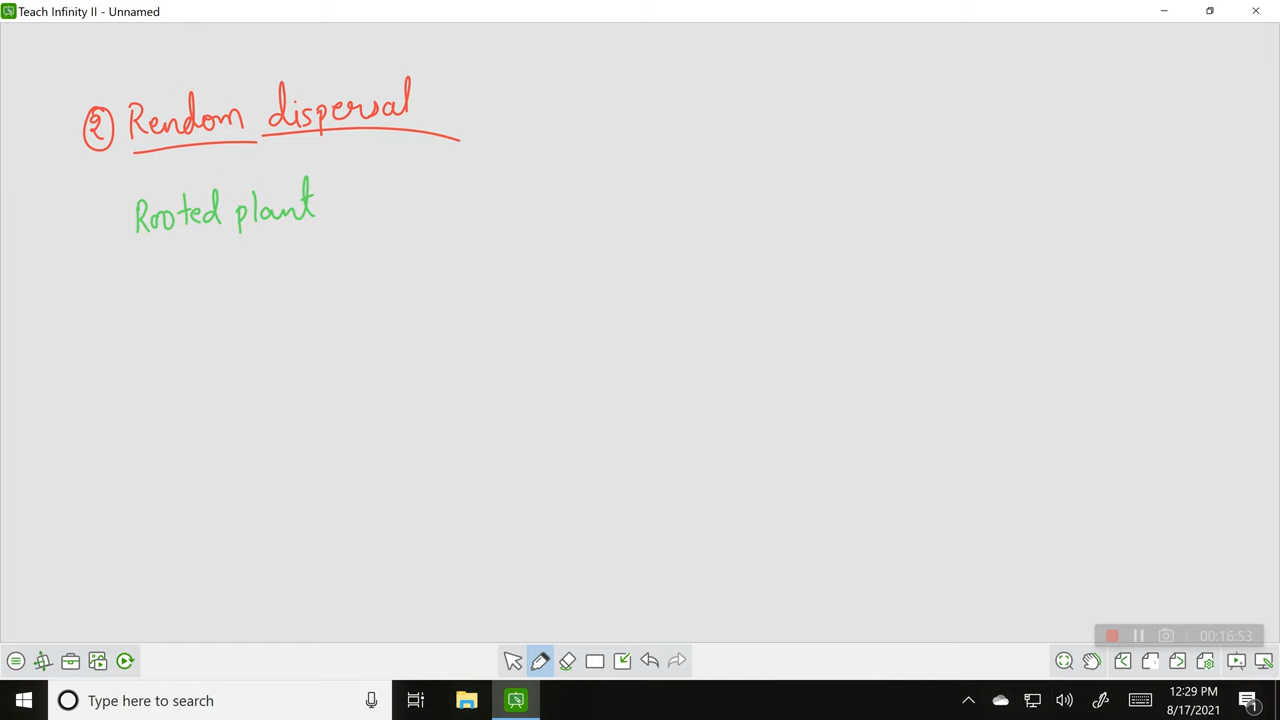 Teach Infinity II - Unnamed
② Rendom dispersal
Rooted plant
00:16:53
Type here to search
12:29 PM
8/17/2021
1